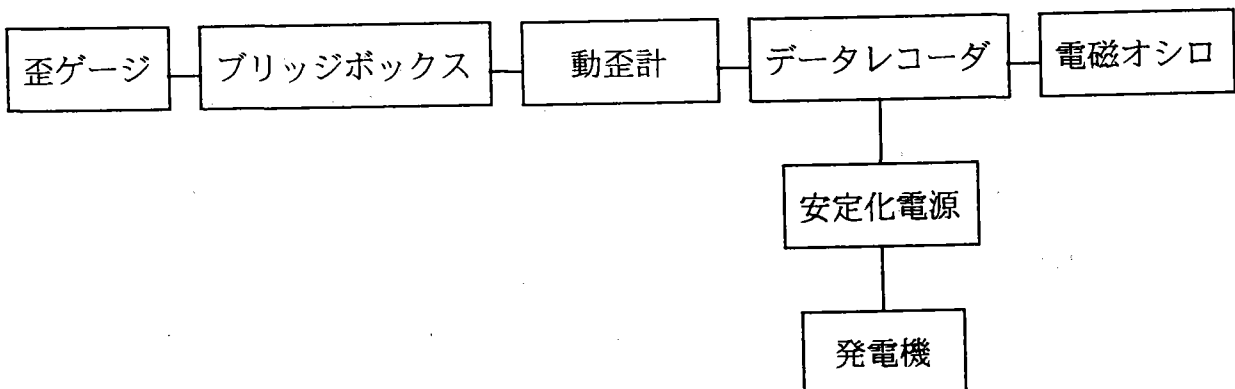 歪ゲージ
ブリッジボックス
動歪計
データレコーダ
電磁オシロ
安定化電源
発電機